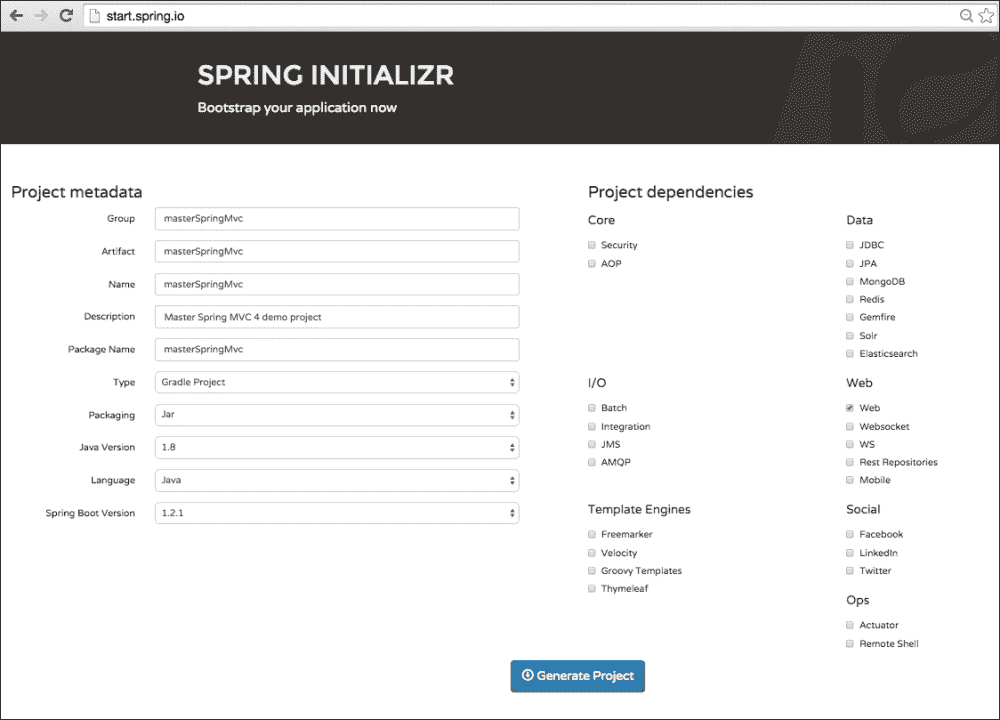 start.spring.io
SPRING INITIALIZR
Bootstrap your application now
Project metadata
Group masterSpringMvc
Artifact masterSpringMvc
Name masterSpringMvc
Description Master Spring MVC 4 demo project
Package Name masterSpringMvc
Type Gradle Project
Packaging Jar
Java Version 1.8
Language Java
Spring Boot Version 1.2.1
Project dependencies
Core
Security
AOP
Data
JDBC
JPA
MongoDB
Redis
Gemfire
Solr
Elasticsearch
I/O
Batch
Integration
JMS
AMQP
Web
Web
Websocket
WS
Rest Repositories
Mobile
Template Engines
Freemarker
Velocity
Groovy Templates
Thymeleaf
Social
Facebook
LinkedIn
Twitter
Ops
Actuator
Remote Shell
Generate Project